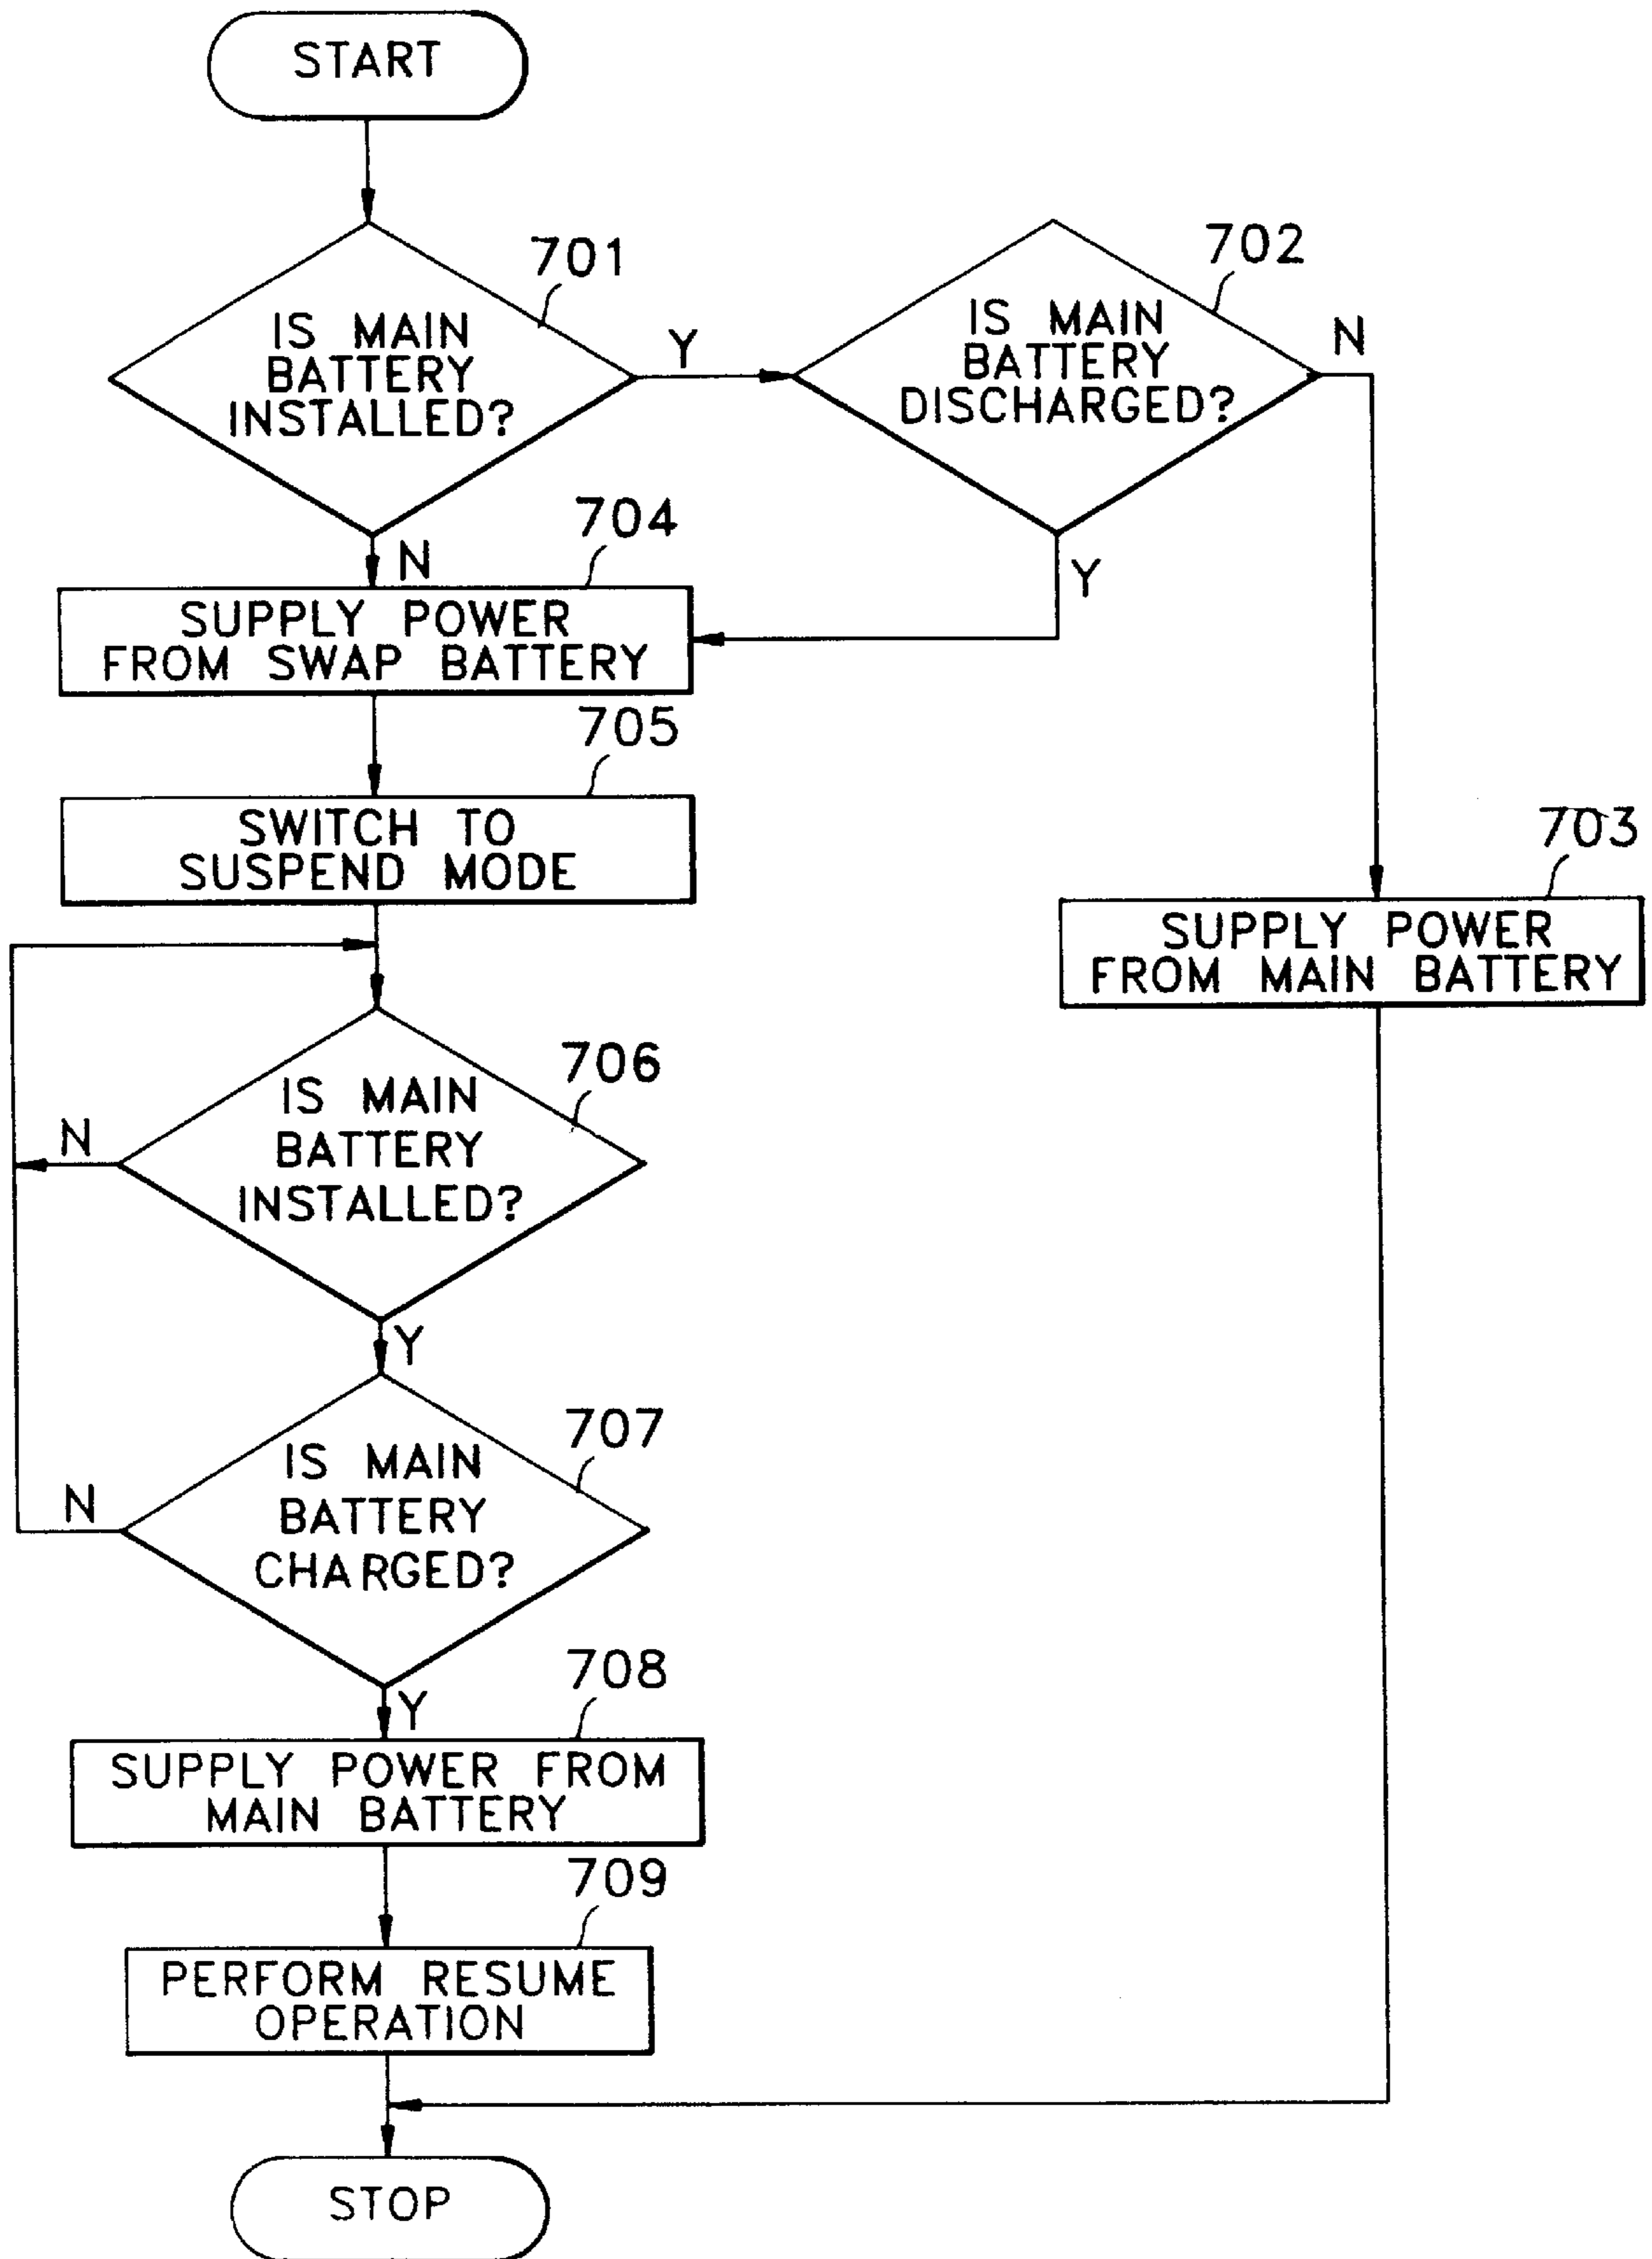 START
701
IS MAIN
BATTERY
INSTALLED?
Y
702
IS MAIN
BATTERY
DISCHARGED?
N
Y
N
704
SUPPLY POWER
FROM SWAP BATTERY
705
SWITCH TO
SUSPEND MODE
703
SUPPLY POWER
FROM MAIN BATTERY
706
IS MAIN
BATTERY
INSTALLED?
N
Y
707
IS MAIN
BATTERY
CHARGED?
N
Y
708
SUPPLY POWER FROM
MAIN BATTERY
709
PERFORM RESUME
OPERATION
STOP